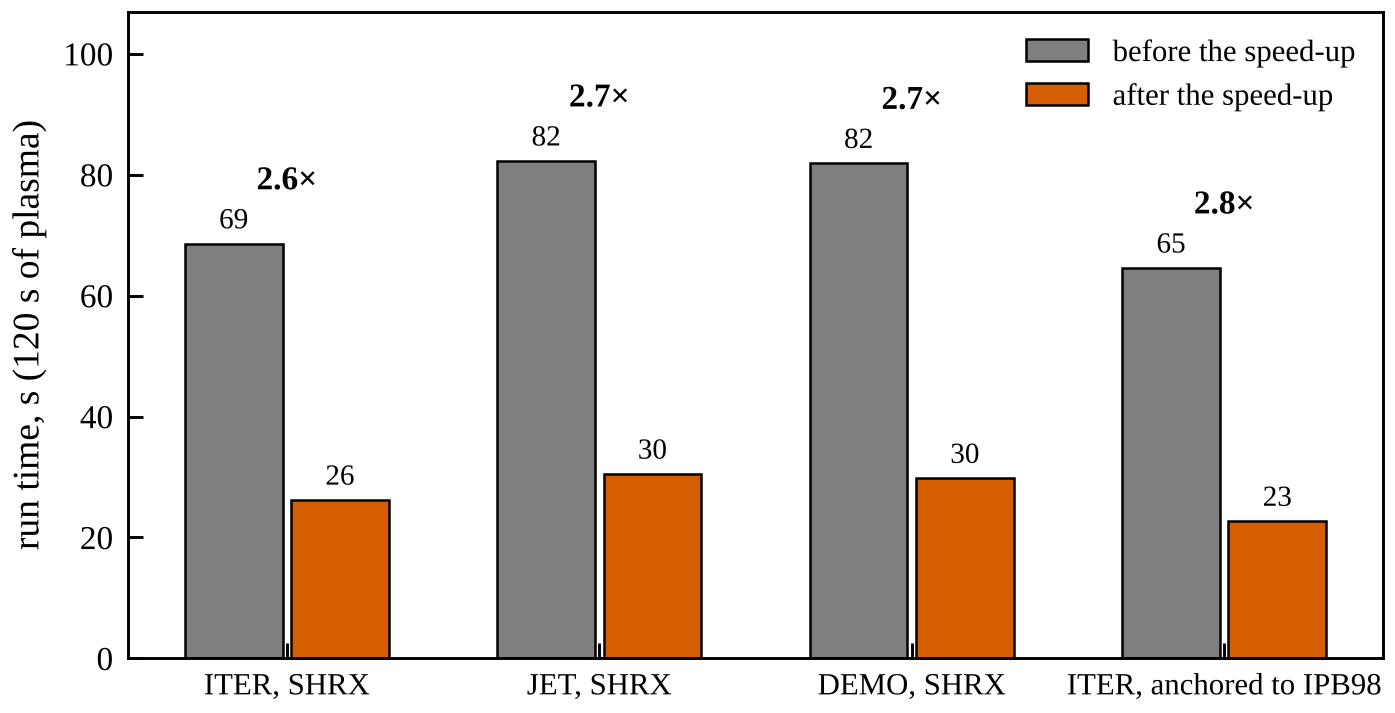 before the speed-up
after the speed-up
run time, s (120 s of plasma)
100
80
60
40
20
0
2.6×
69
26
2.7×
82
30
2.7×
82
30
2.8×
65
23
ITER, SHRX
JET, SHRX
DEMO, SHRX
ITER, anchored to IPB98